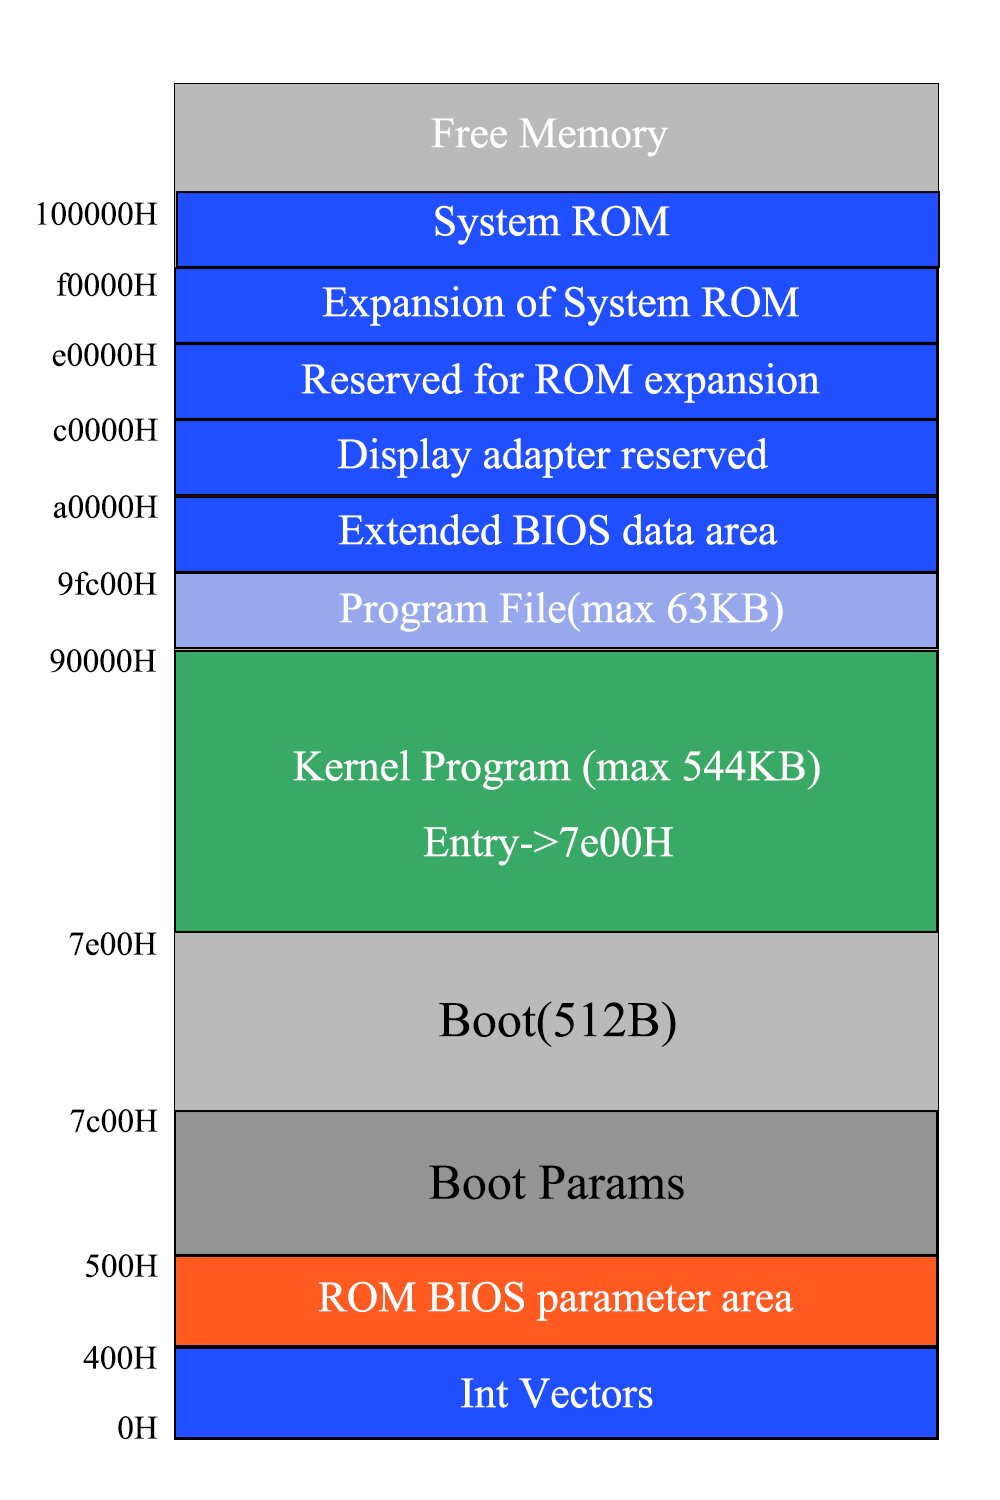 Free Memory
100000H
System ROM
f0000H
Expansion of System ROM
e0000H
Reserved for ROM expansion
c0000H
Display adapter reserved
a0000H
Extended BIOS data area
9fc00H
Program File(max 63KB)
90000H
Kernel Program (max 544KB)
Entry->7e00H
7e00H
Boot(512B)
7c00H
Boot Params
500H
ROM BIOS parameter area
400H
Int Vectors
0H